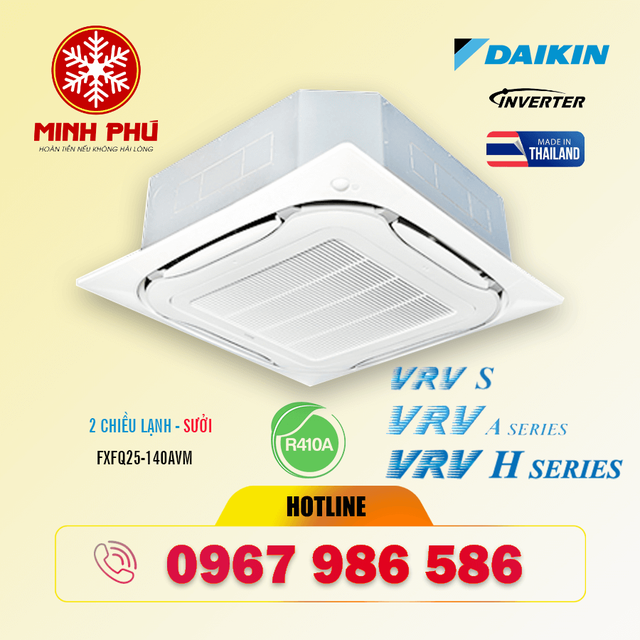 MINH PHÚ
HOÀN TIỀN NẾU KHÔNG HÀI LÒNG
DAIKIN
INVERTER
MADE IN
THAILAND
VRV S
VRV A SERIES
VRV H SERIES
2 CHIỀU LẠNH - SƯỞI
FXFQ25-140AVM
R410A
HOTLINE
0967 986 586